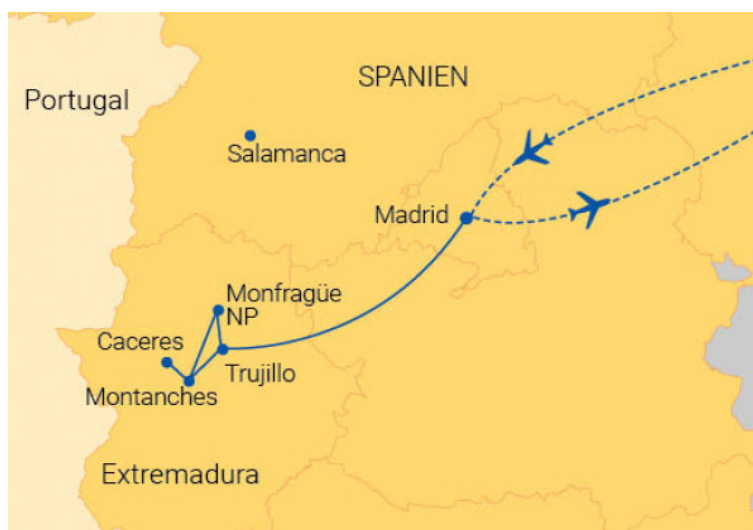 SPANIEN
Portugal
Salamanca
Madrid
Monfragüe
NP
Caceres
Trujillo
Montanches
Extremadura